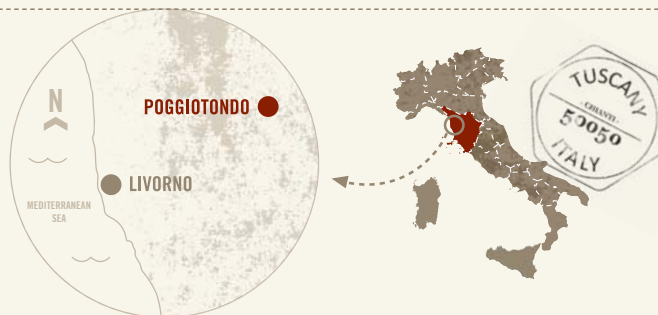 N
POGGIOTONDO
LIVORNO
MEDITERRANEAN
SEA
TUSCANY
· CHIANTI ·
50050
ITALY